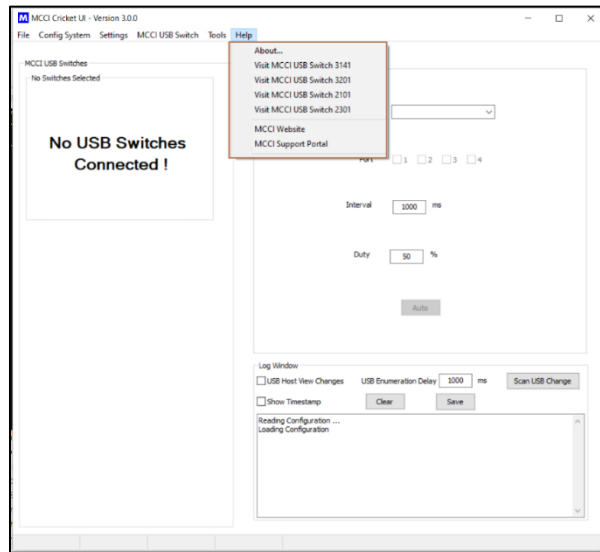 MCCI Cricket UI - Version 3.0.0
File Config System Settings MCCI USB Switch Tools Help
About...
Visit MCCI USB Switch 3141
Visit MCCI USB Switch 3201
Visit MCCI USB Switch 2101
Visit MCCI USB Switch 2301
MCCI Website
MCCI Support Portal
MCCI USB Switches
No Switches Selected
No USB Switches
Connected !
Port 1 2 3 4
Interval 1000 ms
Duty 50 %
Auto
Log Window
USB Host View Changes USB Enumeration Delay 1000 ms Scan USB Change
Show Timestamp Clear Save
Reading Configuration ...
Loading Configuration